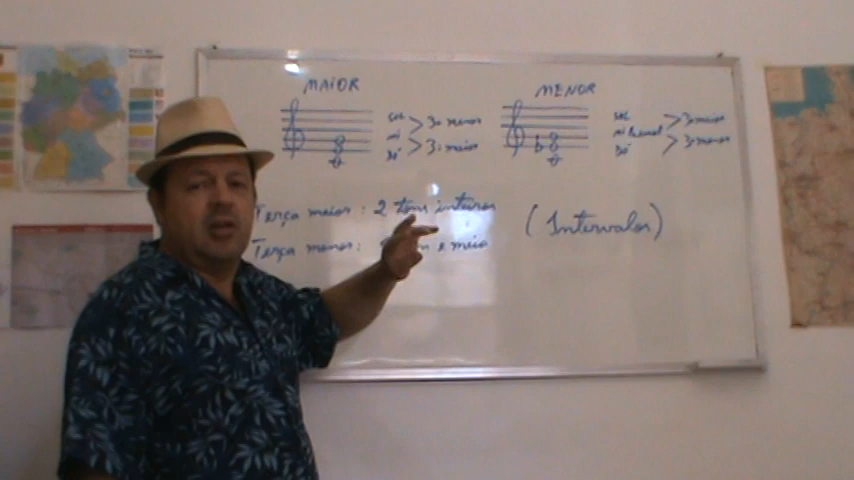 MAIOR
sol
mi
dó
3ª menor
3ª maior
MENOR
sol
mi bemol
dó
3ª maior
3ª menor
Terça maior: 2 tons inteiros
Terça menor: e meio
(Intervalos)